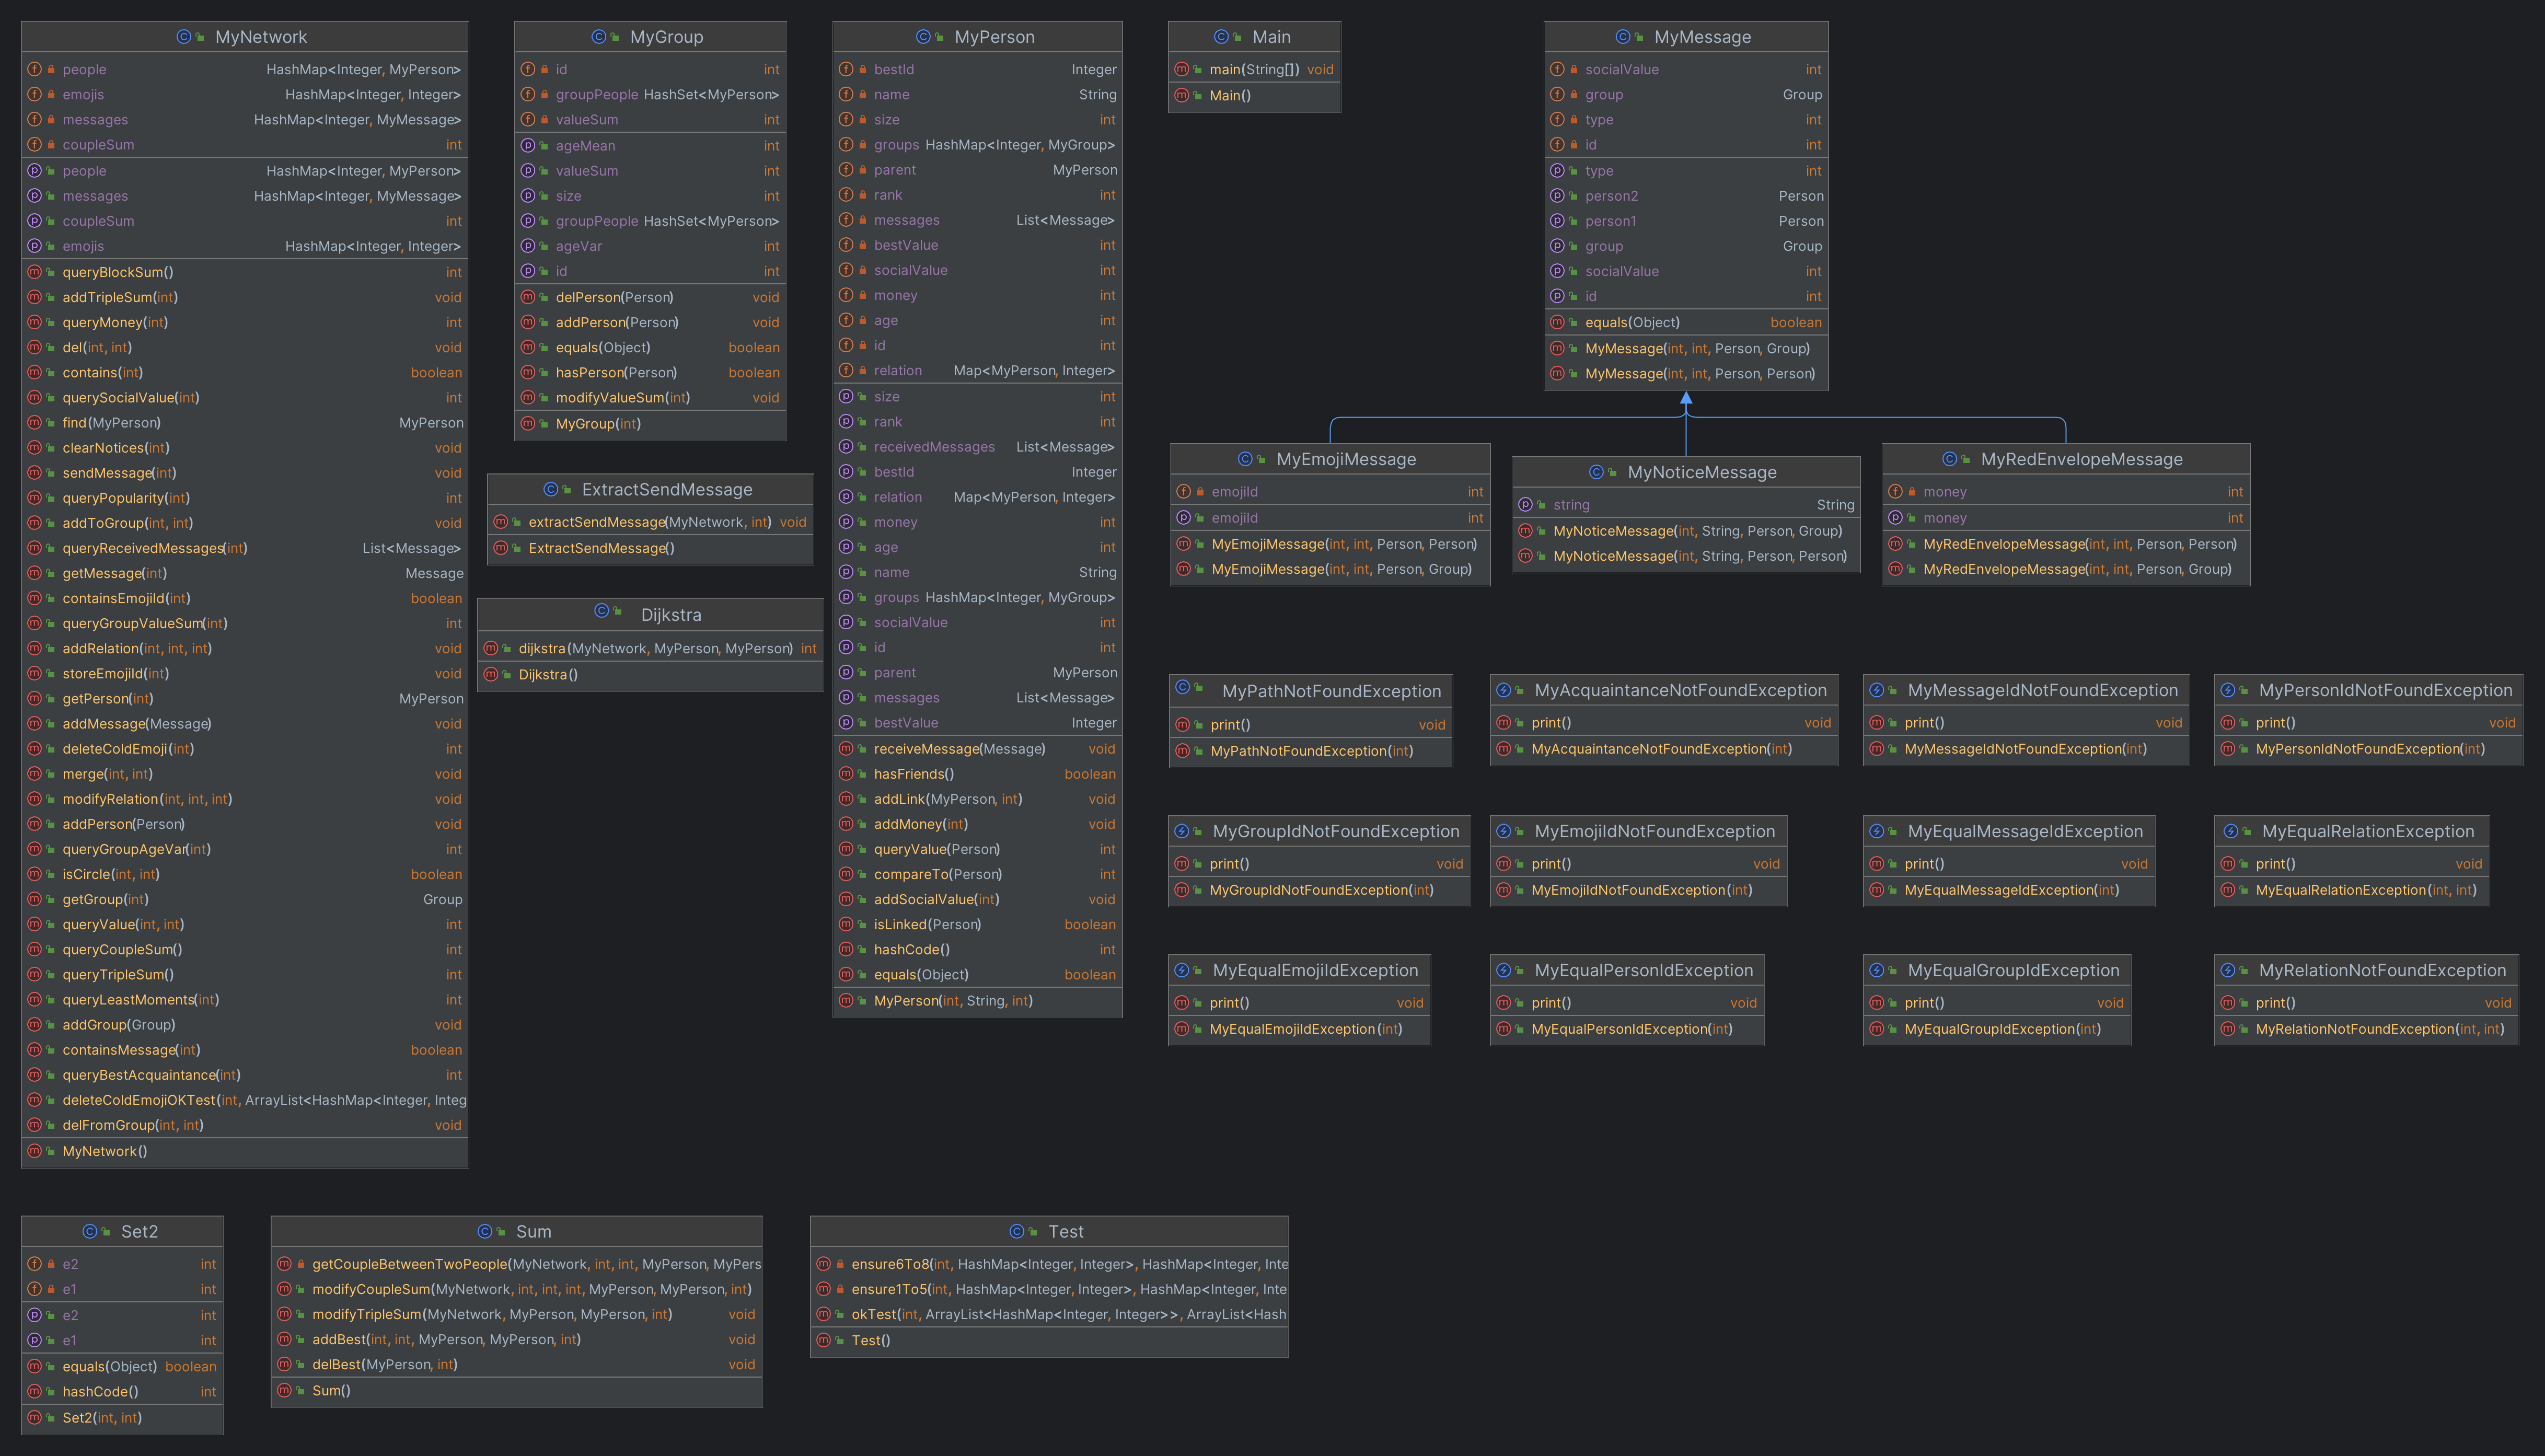 MyNetwork
people HashMap<Integer, MyPerson>
emojis HashMap<Integer, Integer>
messages HashMap<Integer, MyMessage>
coupleSum int
people HashMap<Integer, MyPerson>
messages HashMap<Integer, MyMessage>
coupleSum int
emojis HashMap<Integer, Integer>
queryBlockSum() int
addTripleSum(int) void
queryMoney(int) int
del(int, int) void
contains(int) boolean
querySocialValue(int) int
find(MyPerson) MyPerson
clearNotices(int) void
sendMessage(int) void
queryPopularity(int) int
addToGroup(int, int) void
queryReceivedMessages(int) List<Message>
getMessage(int) Message
containsEmojiId(int) boolean
queryGroupValueSum(int) int
addRelation(int, int, int) void
storeEmojiId(int) void
getPerson(int) MyPerson
addMessage(Message) void
deleteColdEmoji(int) int
merge(int, int) void
modifyRelation(int, int, int) void
addPerson(Person) void
queryGroupAgeVar(int) int
isCircle(int, int) boolean
getGroup(int) Group
queryValue(int, int) int
queryCoupleSum() int
queryTripleSum() int
queryLeastMoments(int) int
addGroup(Group) void
containsMessage(int) boolean
queryBestAcquaintance(int) int
deleteColdEmojiOKTest(int, ArrayList<HashMap<Integer, Integ
delFromGroup(int, int) void
MyNetwork()
MyGroup
id int
groupPeople HashSet<MyPerson>
valueSum int
ageMean int
valueSum int
size int
groupPeople HashSet<MyPerson>
ageVar int
id int
delPerson(Person) void
addPerson(Person) void
equals(Object) boolean
hasPerson(Person) boolean
modifyValueSum(int) void
MyGroup(int)
ExtractSendMessage
extractSendMessage(MyNetwork, int) void
ExtractSendMessage()
Dijkstra
dijkstra(MyNetwork, MyPerson, MyPerson) int
Dijkstra()
MyPerson
bestId Integer
name String
size int
groups HashMap<Integer, MyGroup>
parent MyPerson
rank int
messages List<Message>
bestValue int
socialValue int
money int
age int
id int
relation Map<MyPerson, Integer>
size int
rank int
receivedMessages List<Message>
bestId Integer
relation Map<MyPerson, Integer>
money int
age int
name String
groups HashMap<Integer, MyGroup>
socialValue int
id int
parent MyPerson
messages List<Message>
bestValue Integer
receiveMessage(Message) void
hasFriends() boolean
addLink(MyPerson, int) void
addMoney(int) void
queryValue(Person) int
compareTo(Person) int
addSocialValue(int) void
isLinked(Person) boolean
hashCode() int
equals(Object) boolean
MyPerson(int, String, int)
Main
main(String[]) void
Main()
MyMessage
socialValue int
group Group
type int
id int
type int
person2 Person
person1 Person
group Group
socialValue int
id int
equals(Object) boolean
MyMessage(int, int, Person, Group)
MyMessage(int, int, Person, Person)
MyEmojiMessage
emojiId int
emojiId int
MyEmojiMessage(int, int, Person, Person)
MyEmojiMessage(int, int, Person, Group)
MyNoticeMessage
string String
MyNoticeMessage(int, String, Person, Group)
MyNoticeMessage(int, String, Person, Person)
MyRedEnvelopeMessage
money int
money int
MyRedEnvelopeMessage(int, int, Person, Person)
MyRedEnvelopeMessage(int, int, Person, Group)
MyPathNotFoundException
print() void
MyPathNotFoundException(int)
MyAcquaintanceNotFoundException
print() void
MyAcquaintanceNotFoundException(int)
MyMessageIdNotFoundException
print() void
MyMessageIdNotFoundException(int)
MyPersonIdNotFoundException
print() void
MyPersonIdNotFoundException(int)
MyGroupIdNotFoundException
print() void
MyGroupIdNotFoundException(int)
MyEmojiIdNotFoundException
print() void
MyEmojiIdNotFoundException(int)
MyEqualMessageIdException
print() void
MyEqualMessageIdException(int)
MyEqualRelationException
print() void
MyEqualRelationException(int, int)
MyEqualEmojiIdException
print() void
MyEqualEmojiIdException(int)
MyEqualPersonIdException
print() void
MyEqualPersonIdException(int)
MyEqualGroupIdException
print() void
MyEqualGroupIdException(int)
MyRelationNotFoundException
print() void
MyRelationNotFoundException(int, int)
Set2
e2 int
e1 int
e2 int
e1 int
equals(Object) boolean
hashCode() int
Set2(int, int)
Sum
getCoupleBetweenTwoPeople(MyNetwork, int, int, MyPerson, MyPers
modifyCoupleSum(MyNetwork, int, int, int, MyPerson, MyPerson, int)
modifyTripleSum(MyNetwork, MyPerson, MyPerson, int) void
addBest(int, int, MyPerson, MyPerson, int) void
delBest(MyPerson, int) void
Sum()
Test
ensure6To8(int, HashMap<Integer, Integer>, HashMap<Integer, Inte
ensure1To5(int, HashMap<Integer, Integer>, HashMap<Integer, Inte
okTest(int, ArrayList<HashMap<Integer, Integer>>, ArrayList<Hash
Test()